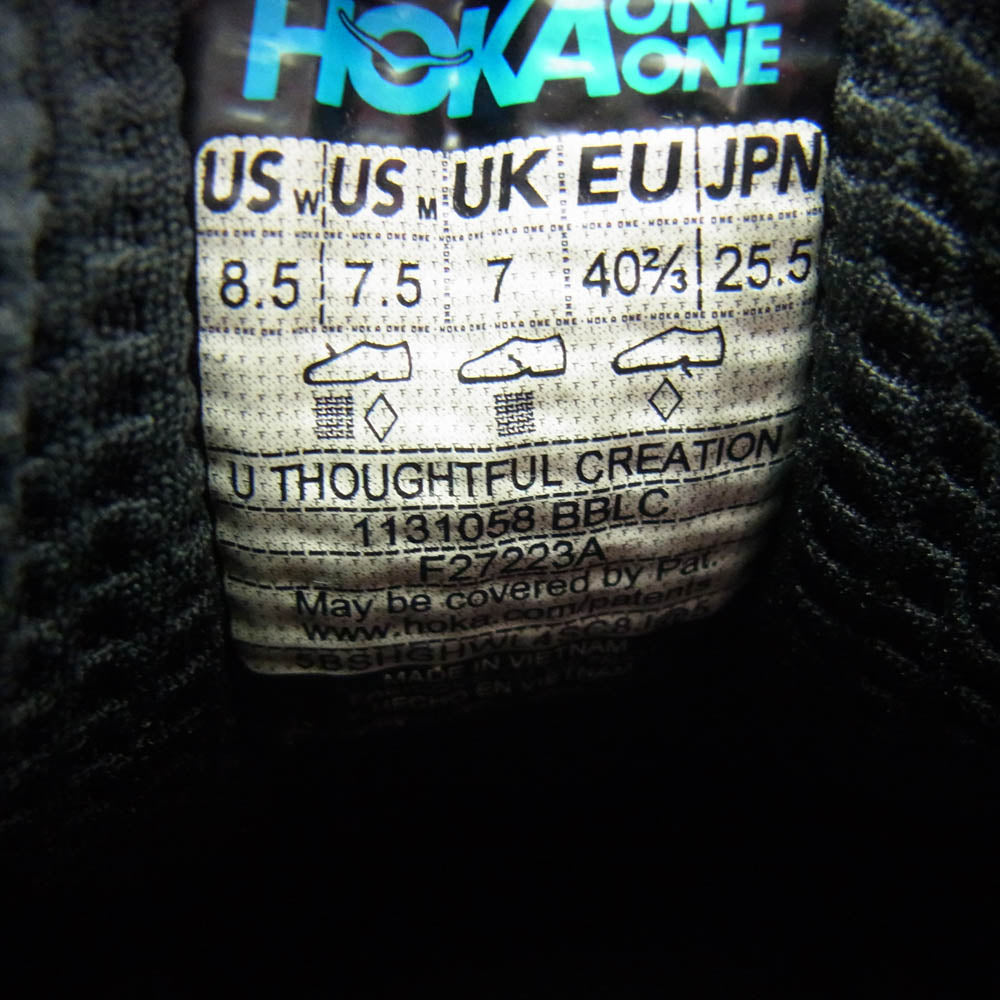 HOKA ONE ONE
US W US M UK EU JPN
8.5 7.5 7 40⅔ 25.5
U THOUGHTFUL CREATION
1131058 BBLC
F27223A
May be covered by Pat.
www.hoka.com/patents
MADE IN VIETNAM